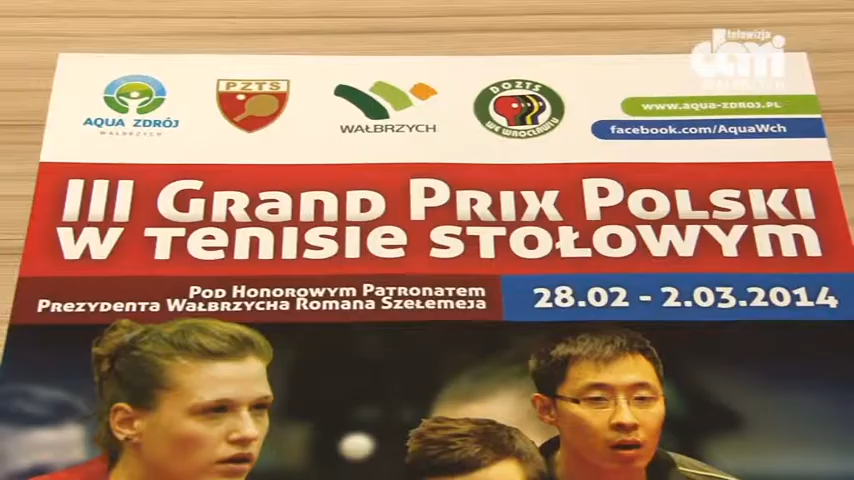 telewizja
dami
WAŁBRZYCH
AQUA ZDRÓJ
WAŁBRZYCH
PZTS
WAŁBRZYCH
DOZTS
WE WROCŁAWIU
WWW.AQUA-ZDROJ.PL
facebook.com/AQuaWch
III GRAND PRIX POLSKI
W TENISIE STOŁOWYM
POD HONOROWYM PATRONATEM
PREZYDENTA WAŁBRZYCHA ROMANA SZEŁEMEJA
28.02 - 2.03.2014